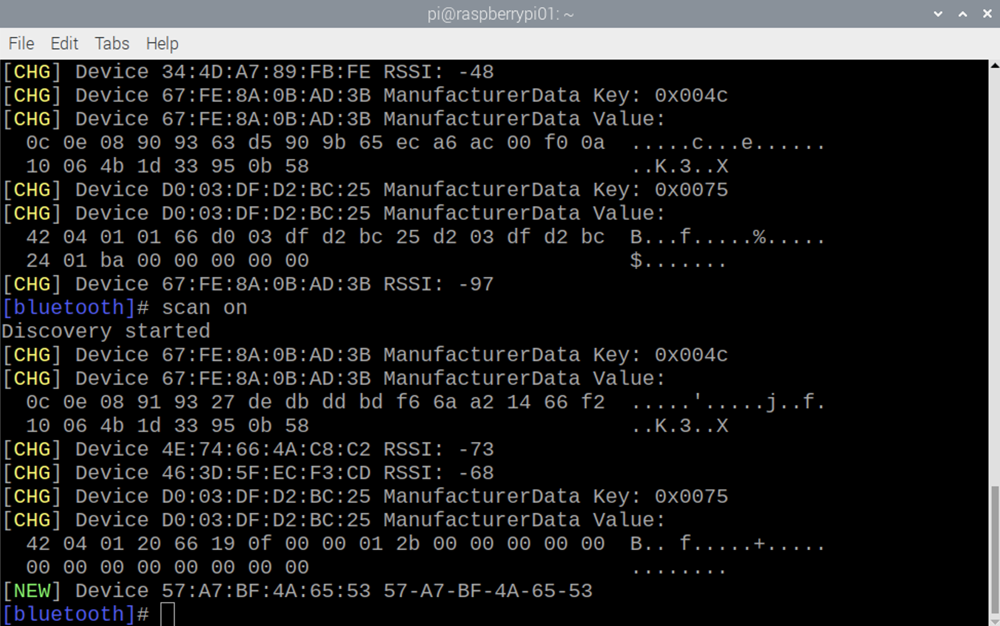 pi@raspberrypi01: ~
File Edit Tabs Help
[CHG] Device 34:4D:A7:89:FB:FE RSSI: -48
[CHG] Device 67:FE:8A:0B:AD:3B ManufacturerData Key: 0x004c
[CHG] Device 67:FE:8A:0B:AD:3B ManufacturerData Value:
  0c 0e 08 90 93 63 d5 90 9b 65 ec a6 ac 00 f0 0a  .....c...e......
  10 06 4b 1d 33 95 0b 58                          ..K.3..X
[CHG] Device D0:03:DF:D2:BC:25 ManufacturerData Key: 0x0075
[CHG] Device D0:03:DF:D2:BC:25 ManufacturerData Value:
  42 04 01 01 66 d0 03 df d2 bc 25 d2 03 df d2 bc  B...f.....%.....
  24 01 ba 00 00 00 00 00                          $.......
[CHG] Device 67:FE:8A:0B:AD:3B RSSI: -97
[bluetooth]# scan on
Discovery started
[CHG] Device 67:FE:8A:0B:AD:3B ManufacturerData Key: 0x004c
[CHG] Device 67:FE:8A:0B:AD:3B ManufacturerData Value:
  0c 0e 08 91 93 27 de db dd bd f6 6a a2 14 66 f2  .....'.....j..f.
  10 06 4b 1d 33 95 0b 58                          ..K.3..X
[CHG] Device 4E:74:66:4A:C8:C2 RSSI: -73
[CHG] Device 46:3D:5F:EC:F3:CD RSSI: -68
[CHG] Device D0:03:DF:D2:BC:25 ManufacturerData Key: 0x0075
[CHG] Device D0:03:DF:D2:BC:25 ManufacturerData Value:
  42 04 01 20 66 19 0f 00 00 01 2b 00 00 00 00 00  B.. f.....+.....
  00 00 00 00 00 00 00 00                          ........
[NEW] Device 57:A7:BF:4A:65:53 57-A7-BF-4A-65-53
[bluetooth]#